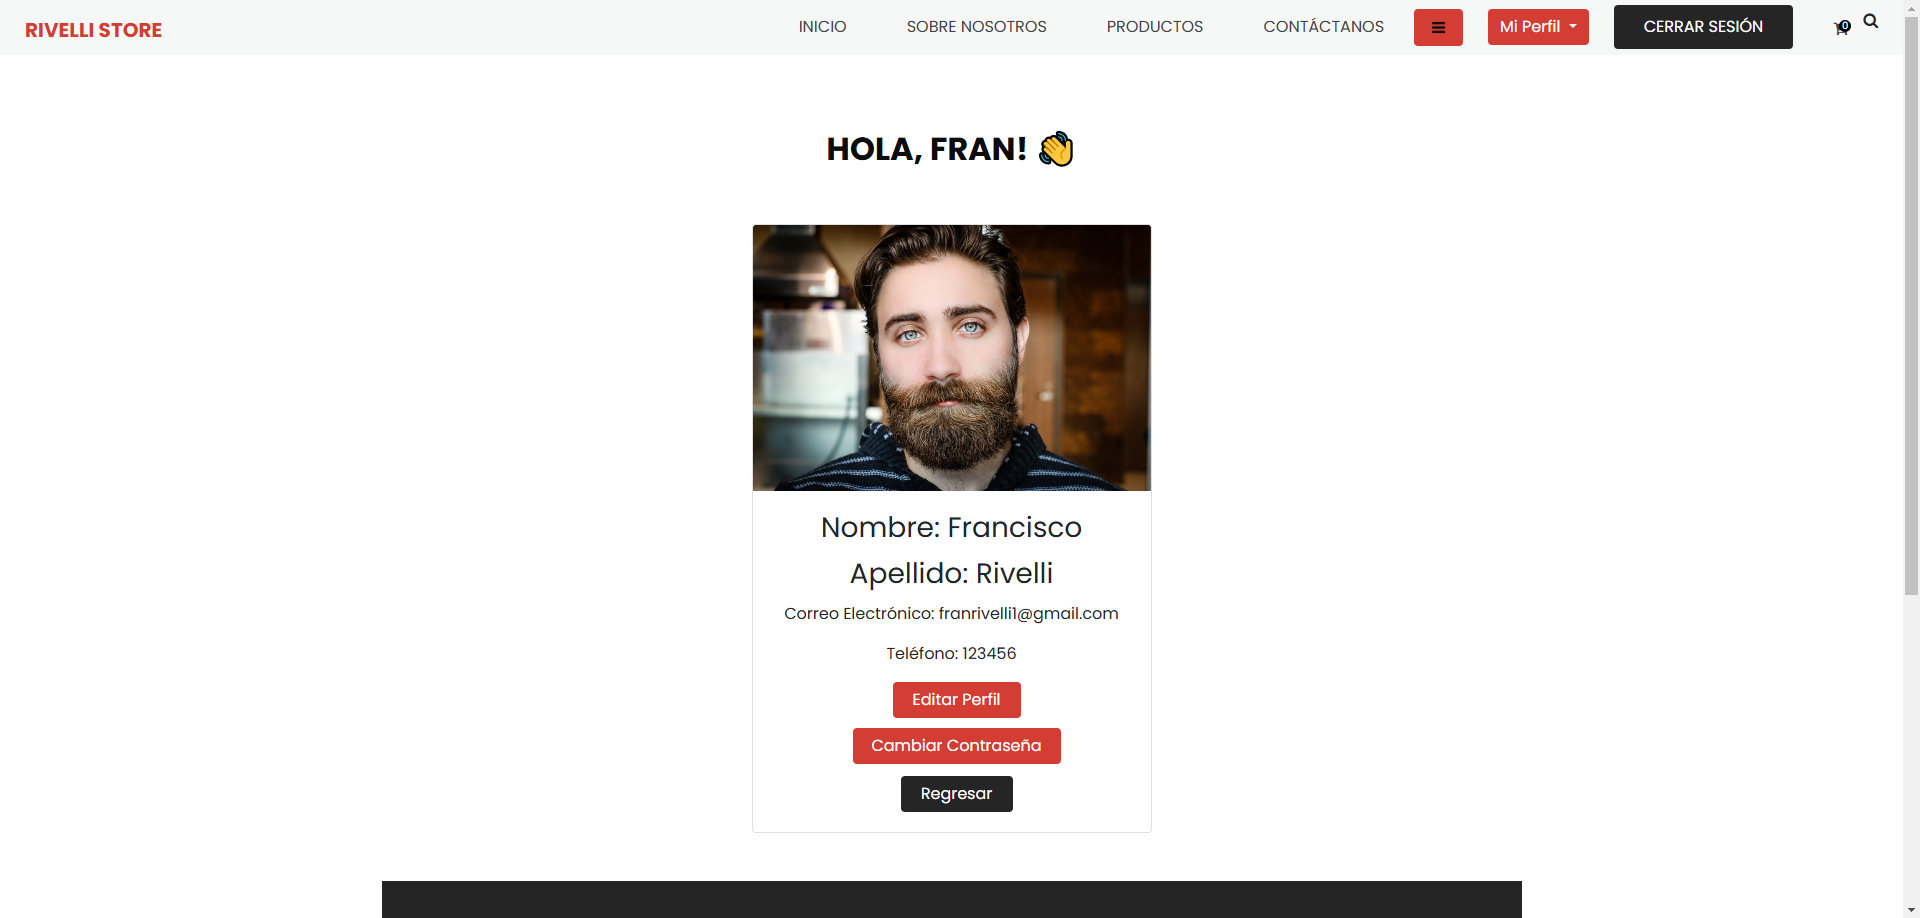 RIVELLI STORE
INICIO
SOBRE NOSOTROS
PRODUCTOS
CONTÁCTANOS
Mi Perfil
CERRAR SESIÓN
0
HOLA, FRAN! 👋
Nombre: Francisco
Apellido: Rivelli
Correo Electrónico: franrivelli1@gmail.com
Teléfono: 123456
Editar Perfil
Cambiar Contraseña
Regresar